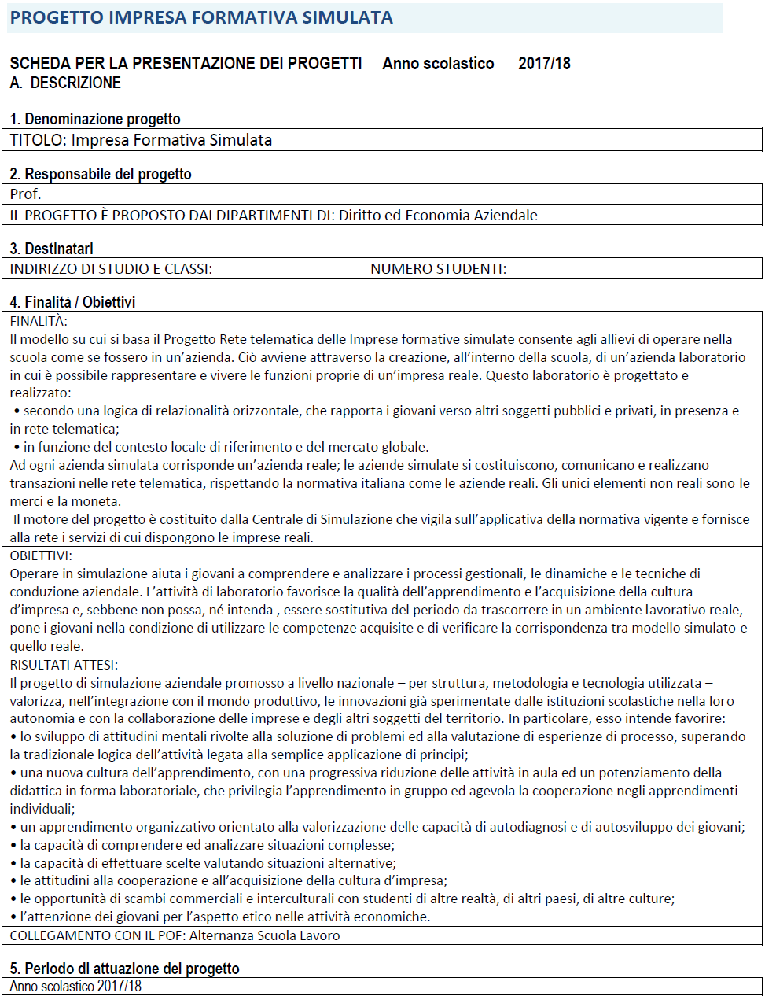 PROGETTO IMPRESA FORMATIVA SIMULATA
SCHEDA PER LA PRESENTAZIONE DEI PROGETTI Anno scolastico 2017/18
A. DESCRIZIONE
1. Denominazione progetto
TITOLO: Impresa Formativa Simulata
2. Responsabile del progetto
Prof.
IL PROGETTO È PROPOSTO DAI DIPARTIMENTI DI: Diritto ed Economia Aziendale
3. Destinatari
INDIRIZZO DI STUDIO E CLASSI: NUMERO STUDENTI:
4. Finalità / Obiettivi
FINALITÀ:
Il modello su cui si basa il Progetto Rete telematica delle Imprese formative simulate consente agli allievi di operare nella
scuola come se fossero in un’azienda. Ciò avviene attraverso la creazione, all’interno della scuola, di un’azienda laboratorio
in cui è possibile rappresentare e vivere le funzioni proprie di un’impresa reale. Questo laboratorio è progettato e
realizzato:
• secondo una logica di relazionalità orizzontale, che rapporta i giovani verso altri soggetti pubblici e privati, in presenza e
in rete telematica;
• in funzione del contesto locale di riferimento e del mercato globale.
Ad ogni azienda simulata corrisponde un’azienda reale; le aziende simulate si costituiscono, comunicano e realizzano
transazioni nelle rete telematica, rispettando la normativa italiana come le aziende reali. Gli unici elementi non reali sono le
merci e la moneta.
Il motore del progetto è costituito dalla Centrale di Simulazione che vigila sull’applicativa della normativa vigente e fornisce
alla rete i servizi di cui dispongono le imprese reali.
OBIETTIVI:
Operare in simulazione aiuta i giovani a comprendere e analizzare i processi gestionali, le dinamiche e le tecniche di
conduzione aziendale. L’attività di laboratorio favorisce la qualità dell’apprendimento e l’acquisizione della cultura
d’impresa e, sebbene non possa, né intenda , essere sostitutiva del periodo da trascorrere in un ambiente lavorativo reale,
pone i giovani nella condizione di utilizzare le competenze acquisite e di verificare la corrispondenza tra modello simulato e
quello reale.
RISULTATI ATTESI:
Il progetto di simulazione aziendale promosso a livello nazionale – per struttura, metodologia e tecnologia utilizzata –
valorizza, nell’integrazione con il mondo produttivo, le innovazioni già sperimentate dalle istituzioni scolastiche nella loro
autonomia e con la collaborazione delle imprese e degli altri soggetti del territorio. In particolare, esso intende favorire:
• lo sviluppo di attitudini mentali rivolte alla soluzione di problemi ed alla valutazione di esperienze di processo, superando
la tradizionale logica dell’attività legata alla semplice applicazione di principi;
• una nuova cultura dell’apprendimento, con una progressiva riduzione delle attività in aula ed un potenziamento della
didattica in forma laboratoriale, che privilegia l’apprendimento in gruppo ed agevola la cooperazione negli apprendimenti
individuali;
• un apprendimento organizzativo orientato alla valorizzazione delle capacità di autodiagnosi e di autosviluppo dei giovani;
• la capacità di comprendere ed analizzare situazioni complesse;
• la capacità di effettuare scelte valutando situazioni alternative;
• le attitudini alla cooperazione e all’acquisizione della cultura d’impresa;
• le opportunità di scambi commerciali e interculturali con studenti di altre realtà, di altri paesi, di altre culture;
• l’attenzione dei giovani per l’aspetto etico nelle attività economiche.
COLLEGAMENTO CON IL POF: Alternanza Scuola Lavoro
5. Periodo di attuazione del progetto
Anno scolastico 2017/18